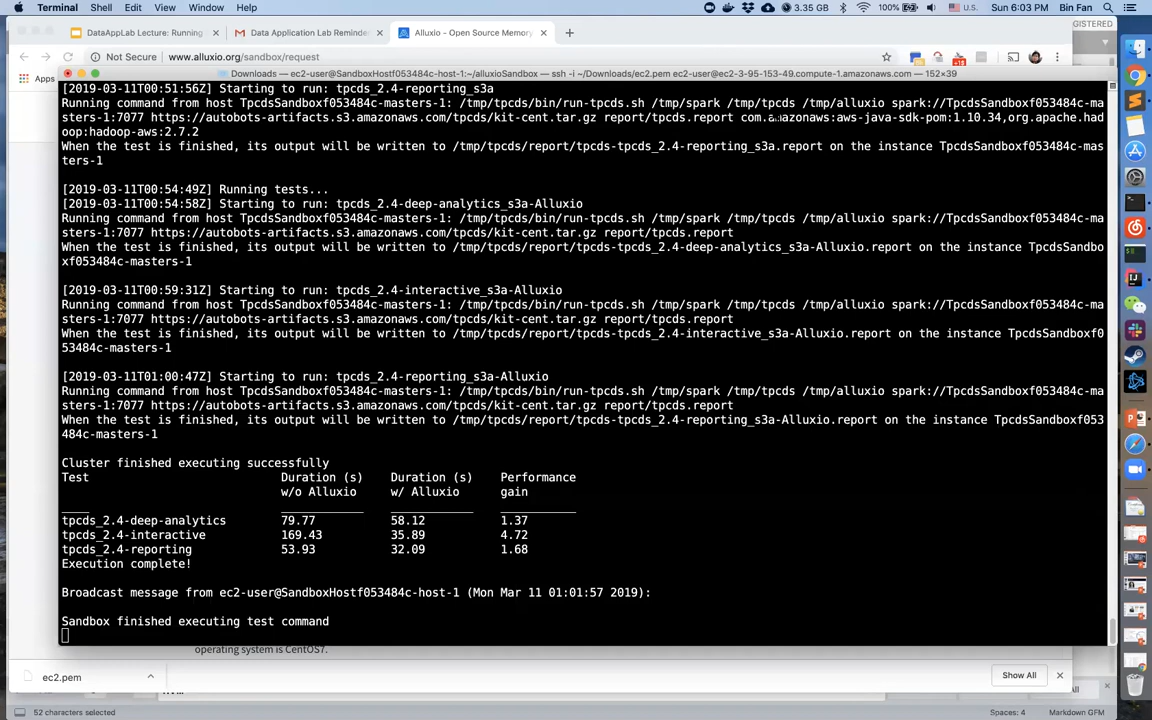 Terminal Shell Edit View Window Help 3.35 GB 100% U.S. Sun 6:03 PM Bin Fan
DataAppLab Lecture: Running
Data Application Lab Reminder
Alluxio - Open Source Memory
GISTERED
Not Secure www.alluxio.org/sandbox/request
Apps
Downloads — ec2-user@SandboxHostf053484c-host-1:~/alluxioSandbox — ssh -i ~/Downloads/ec2.pem ec2-user@ec2-3-95-153-49.compute-1.amazonaws.com — 152×39
[2019-03-11T00:51:56Z] Starting to run: tpcds_2.4-reporting_s3a
Running command from host TpcdsSandboxf053484c-masters-1: /tmp/tpcds/bin/run-tpcds.sh /tmp/spark /tmp/tpcds /tmp/alluxio spark://TpcdsSandboxf053484c-ma
sters-1:7077 https://autobots-artifacts.s3.amazonaws.com/tpcds/kit-cent.tar.gz report/tpcds.report com.amazonaws:aws-java-sdk-pom:1.10.34,org.apache.had
oop:hadoop-aws:2.7.2
When the test is finished, its output will be written to /tmp/tpcds/report/tpcds-tpcds_2.4-reporting_s3a.report on the instance TpcdsSandboxf053484c-mas
ters-1
[2019-03-11T00:54:49Z] Running tests...
[2019-03-11T00:54:58Z] Starting to run: tpcds_2.4-deep-analytics_s3a-Alluxio
Running command from host TpcdsSandboxf053484c-masters-1: /tmp/tpcds/bin/run-tpcds.sh /tmp/spark /tmp/tpcds /tmp/alluxio spark://TpcdsSandboxf053484c-ma
sters-1:7077 https://autobots-artifacts.s3.amazonaws.com/tpcds/kit-cent.tar.gz report/tpcds.report
When the test is finished, its output will be written to /tmp/tpcds/report/tpcds-tpcds_2.4-deep-analytics_s3a-Alluxio.report on the instance TpcdsSandbo
xf053484c-masters-1
[2019-03-11T00:59:31Z] Starting to run: tpcds_2.4-interactive_s3a-Alluxio
Running command from host TpcdsSandboxf053484c-masters-1: /tmp/tpcds/bin/run-tpcds.sh /tmp/spark /tmp/tpcds /tmp/alluxio spark://TpcdsSandboxf053484c-ma
sters-1:7077 https://autobots-artifacts.s3.amazonaws.com/tpcds/kit-cent.tar.gz report/tpcds.report
When the test is finished, its output will be written to /tmp/tpcds/report/tpcds-tpcds_2.4-interactive_s3a-Alluxio.report on the instance TpcdsSandboxf0
53484c-masters-1
[2019-03-11T01:00:47Z] Starting to run: tpcds_2.4-reporting_s3a-Alluxio
Running command from host TpcdsSandboxf053484c-masters-1: /tmp/tpcds/bin/run-tpcds.sh /tmp/spark /tmp/tpcds /tmp/alluxio spark://TpcdsSandboxf053484c-ma
sters-1:7077 https://autobots-artifacts.s3.amazonaws.com/tpcds/kit-cent.tar.gz report/tpcds.report
When the test is finished, its output will be written to /tmp/tpcds/report/tpcds-tpcds_2.4-reporting_s3a-Alluxio.report on the instance TpcdsSandboxf053
484c-masters-1
Cluster finished executing successfully
Test Duration (s) Duration (s) Performance
w/o Alluxio w/ Alluxio gain
tpcds_2.4-deep-analytics 79.77 58.12 1.37
tpcds_2.4-interactive 169.43 35.89 4.72
tpcds_2.4-reporting 53.93 32.09 1.68
Execution complete!
Broadcast message from ec2-user@SandboxHostf053484c-host-1 (Mon Mar 11 01:01:57 2019):
Sandbox finished executing test command
operating system is CentOS7.
ec2.pem
Show All
52 characters selected
Spaces: 4
Markdown GFM